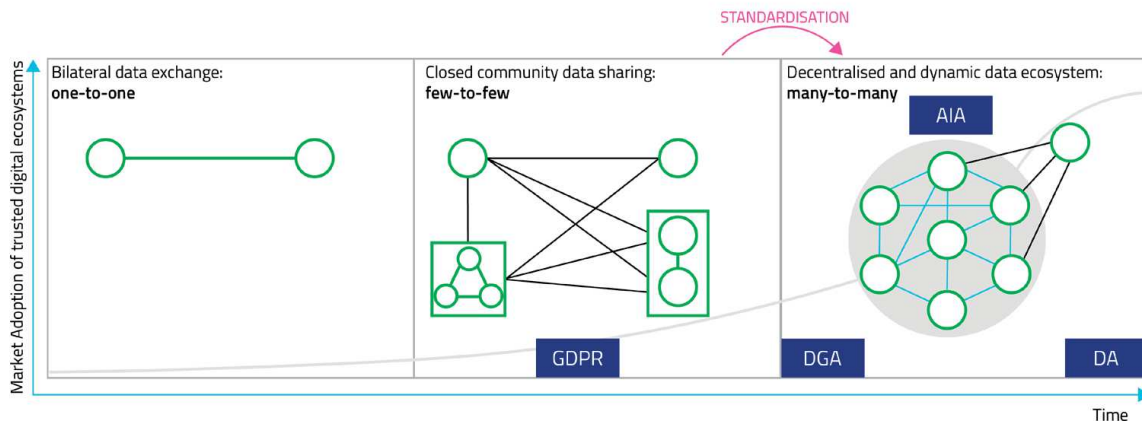 STANDARDISATION
Market Adoption of trusted digital ecosystems
Bilateral data exchange:
one-to-one
Closed community data sharing:
few-to-few
Decentralised and dynamic data ecosystem:
many-to-many
AIA
GDPR
DGA
DA
Time